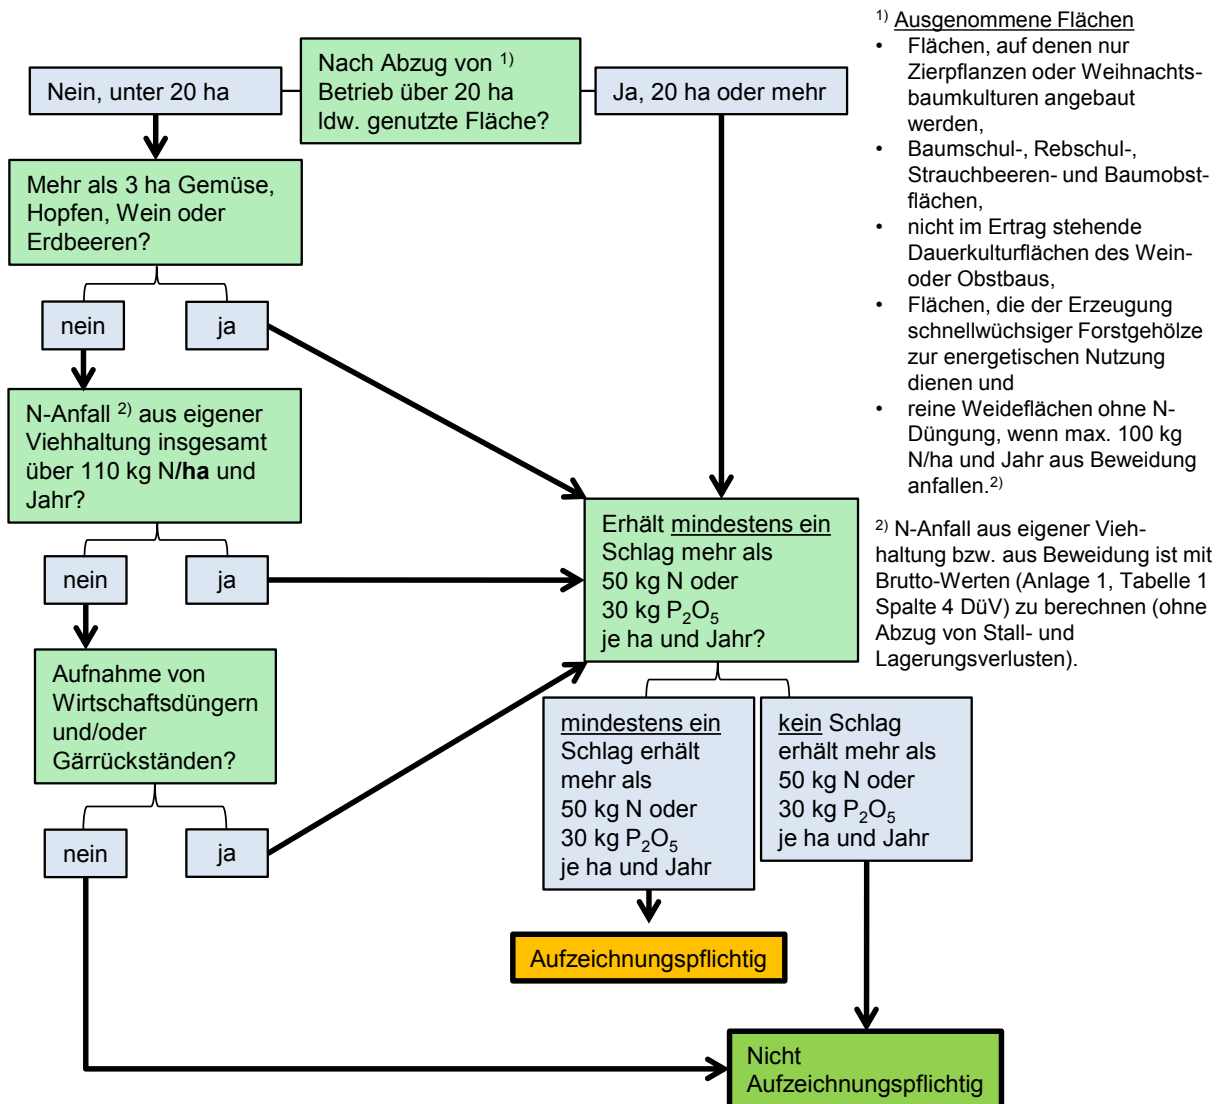 Nach Abzug von ¹⁾
Betrieb über 20 ha
ldw. genutzte Fläche?
Nein, unter 20 ha
Ja, 20 ha oder mehr
Mehr als 3 ha Gemüse,
Hopfen, Wein oder
Erdbeeren?
nein
ja
N-Anfall ²⁾ aus eigener
Viehhaltung insgesamt
über 110 kg N/ha und
Jahr?
nein
ja
Aufnahme von
Wirtschaftsdüngern
und/oder
Gärrückständen?
nein
ja
Erhält mindestens ein
Schlag mehr als
50 kg N oder
30 kg P₂O₅
je ha und Jahr?
mindestens ein
Schlag erhält
mehr als
50 kg N oder
30 kg P₂O₅
je ha und Jahr
kein Schlag
erhält mehr als
50 kg N oder
30 kg P₂O₅
je ha und Jahr
Aufzeichnungspflichtig
Nicht
Aufzeichnungspflichtig
¹⁾ Ausgenommene Flächen
• Flächen, auf denen nur
Zierpflanzen oder Weihnachts-
baumkulturen angebaut
werden,
• Baumschul-, Rebschul-,
Strauchbeeren- und Baumobst-
flächen,
• nicht im Ertrag stehende
Dauerkulturflächen des Wein-
oder Obstbaus,
• Flächen, die der Erzeugung
schnellwüchsiger Forstgehölze
zur energetischen Nutzung
dienen und
• reine Weideflächen ohne N-
Düngung, wenn max. 100 kg
N/ha und Jahr aus Beweidung
anfallen.²⁾
²⁾ N-Anfall aus eigener Vieh-
haltung bzw. aus Beweidung ist mit
Brutto-Werten (Anlage 1, Tabelle 1
Spalte 4 DüV) zu berechnen (ohne
Abzug von Stall- und
Lagerungsverlusten).